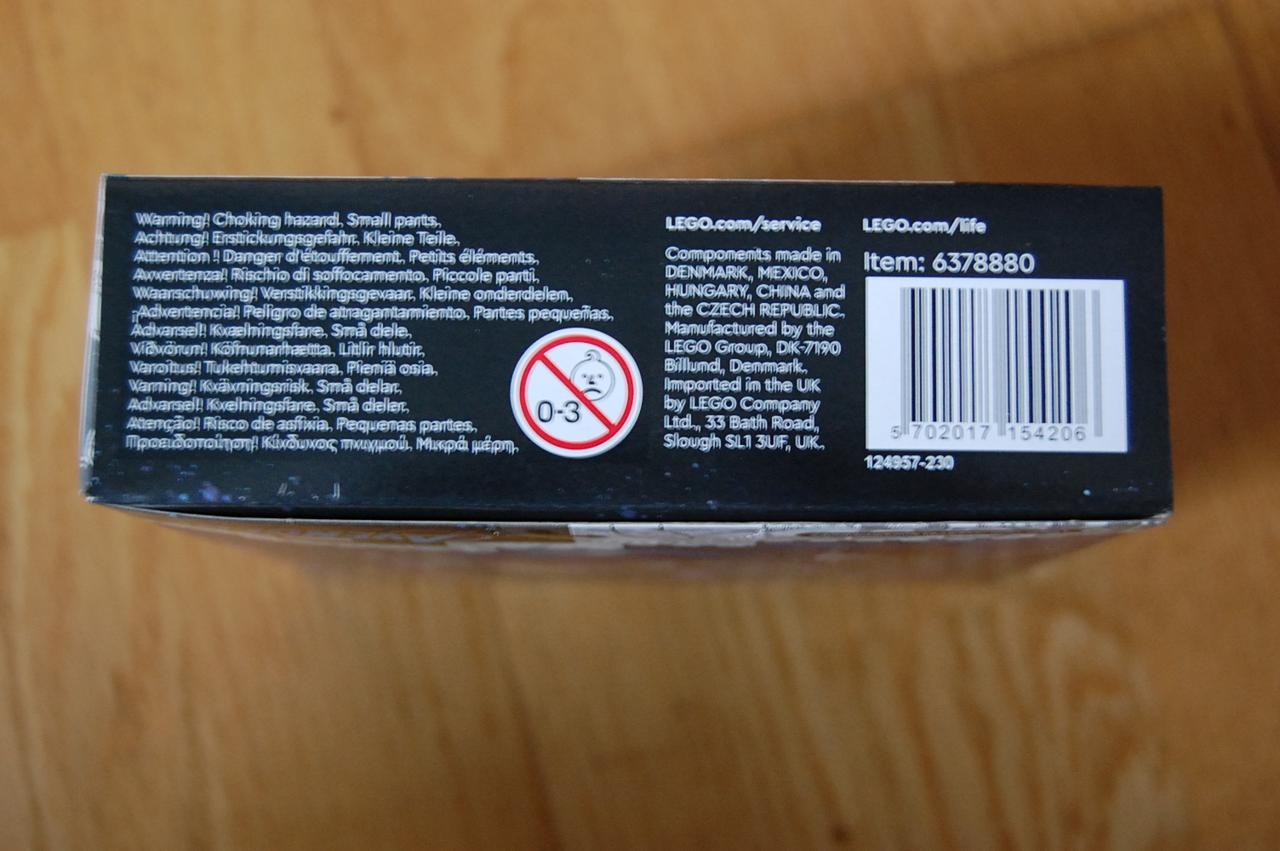 Warning! Choking hazard. Small parts.
Achtung! Erstickungsgefahr. Kleine Teile.
Attention ! Danger d'étouffement. Petits éléments.
Avvertenza! Rischio di soffocamento. Piccole parti.
Waarschuwing! Verstikkingsgevaar. Kleine onderdelen.
¡Advertencia! Peligro de atragantamiento. Partes pequeñas.
Advarsel! Kvælningsfare. Små dele.
Viðvörun! Köfnunarhætta. Litlir hlutir.
Varoitus! Tukehtumisvaara. Pieniä osia.
Varning! Kvävningsrisk. Små delar.
Advarsel! Kvelningsfare. Små deler.
Atenção! Risco de asfixia. Pequenas partes.
Προειδοποίηση! Κίνδυνος πνιγμού. Μικρά μέρη.
0-3
LEGO.com/service
Components made in
DENMARK, MEXICO,
HUNGARY, CHINA and
the CZECH REPUBLIC.
Manufactured by the
LEGO Group, DK-7190
Billund, Denmark.
Imported in the UK
by LEGO Company
Ltd., 33 Bath Road,
Slough SL1 3UF, UK.
LEGO.com/life
Item: 6378880
5 702017 154206
124957-230